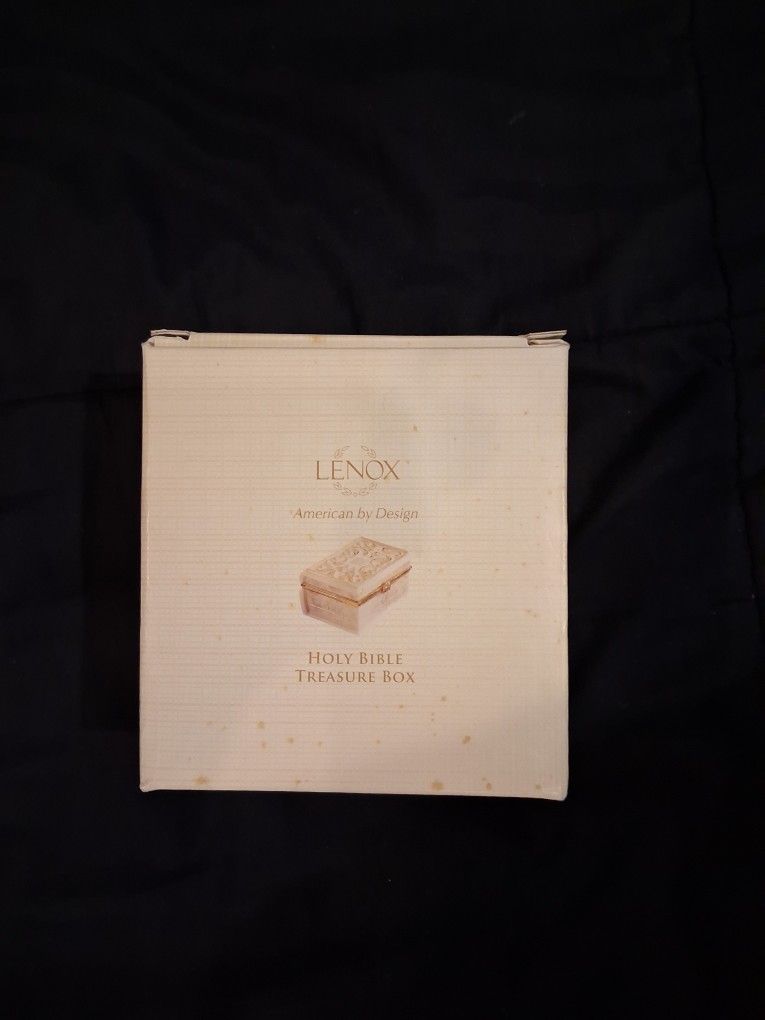 LENOX
American by Design
HOLY BIBLE
TREASURE BOX